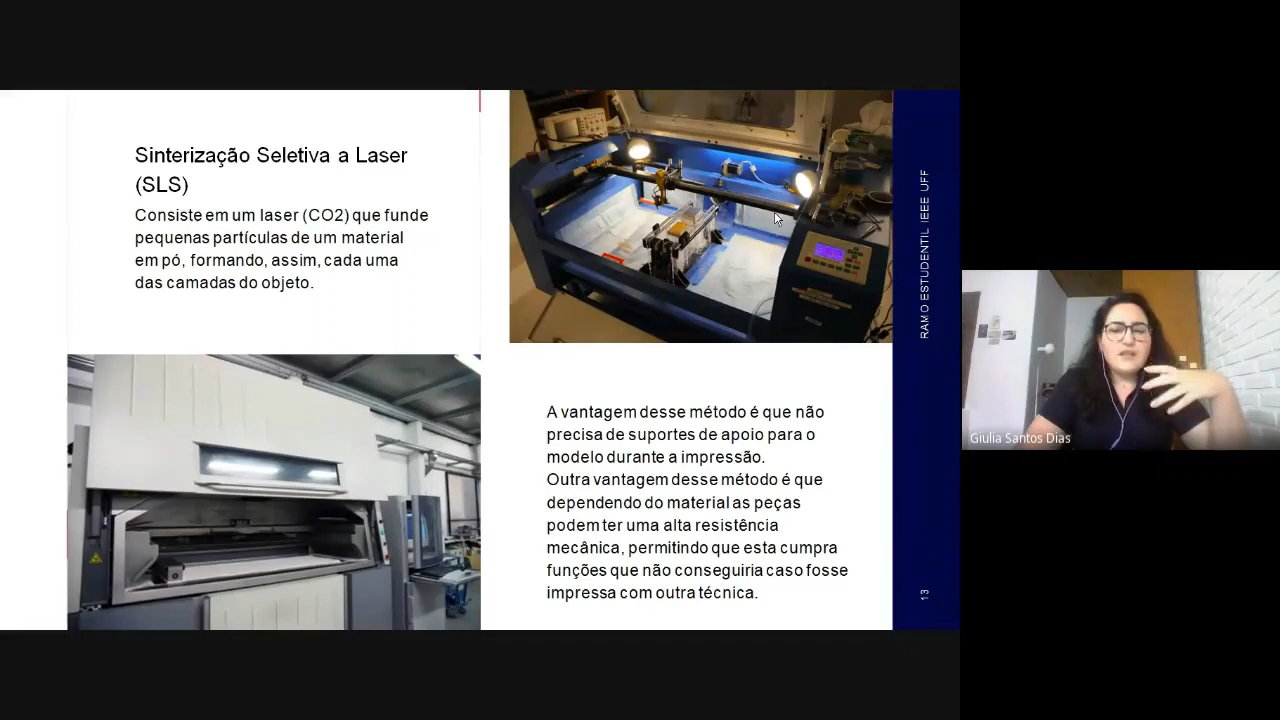 Sinterização Seletiva a Laser
(SLS)
Consiste em um laser (CO2) que funde
pequenas partículas de um material
em pó, formando, assim, cada uma
das camadas do objeto.
A vantagem desse método é que não
precisa de suportes de apoio para o
modelo durante a impressão.
Outra vantagem desse método é que
dependendo do material as peças
podem ter uma alta resistência
mecânica, permitindo que esta cumpra
funções que não conseguiria caso fosse
impressa com outra técnica.
RAMO ESTUDENTIL IEEE UFF
13
Giulia Santos Dias